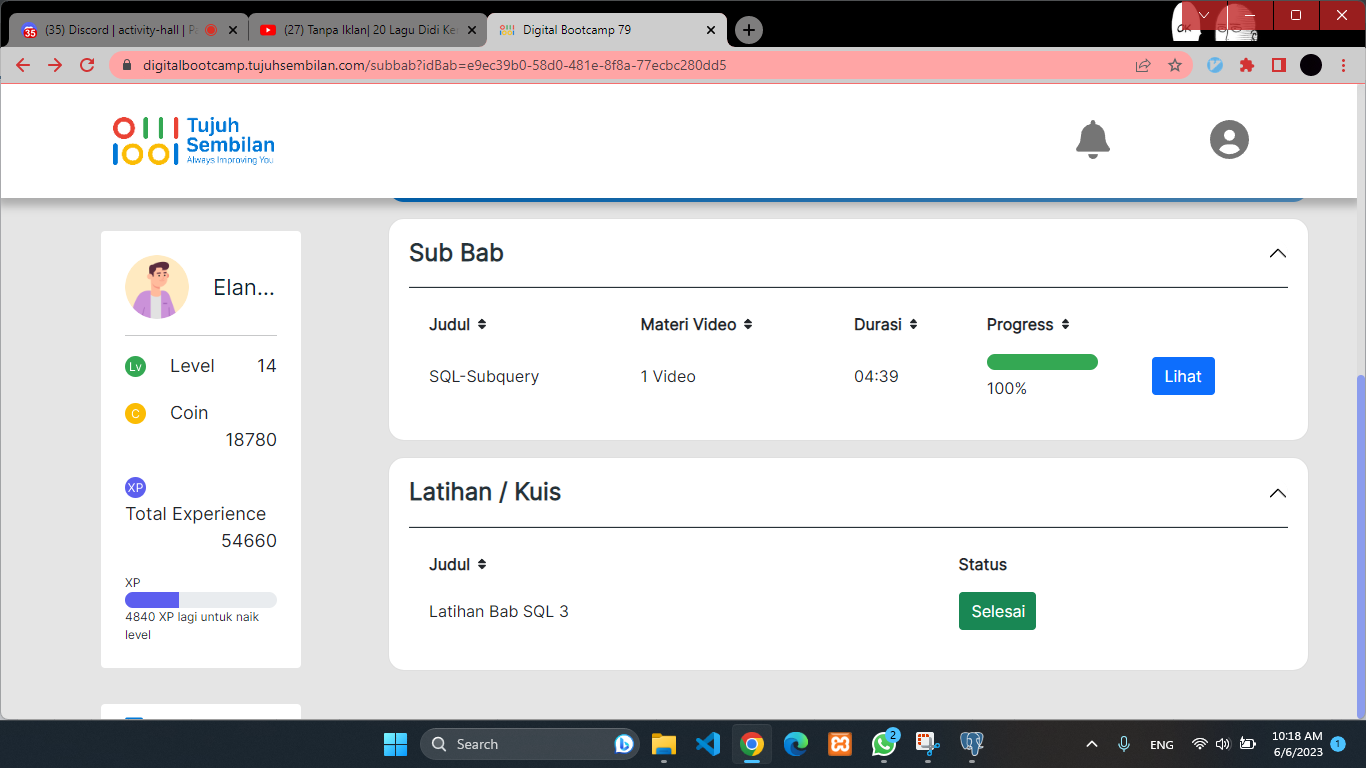 35
(35) Discord | activity-hall | Pa
(27) Tanpa Iklan| 20 Lagu Didi Ke
Digital Bootcamp 79
digitalbootcamp.tujuhsembilan.com/subbab?idBab=e9ec39b0-58d0-481e-8f8a-77ecbc280dd5
Tujuh
Sembilan
Always Improving You
Elan...
Lv Level 14
C Coin
18780
XP
Total Experience
54660
XP
4840 XP lagi untuk naik
level
Sub Bab
Judul Materi Video Durasi Progress
SQL-Subquery 1 Video 04:39 100% Lihat
Latihan / Kuis
Judul Status
Latihan Bab SQL 3 Selesai
Search
2
ENG
10:18 AM
6/6/2023
1